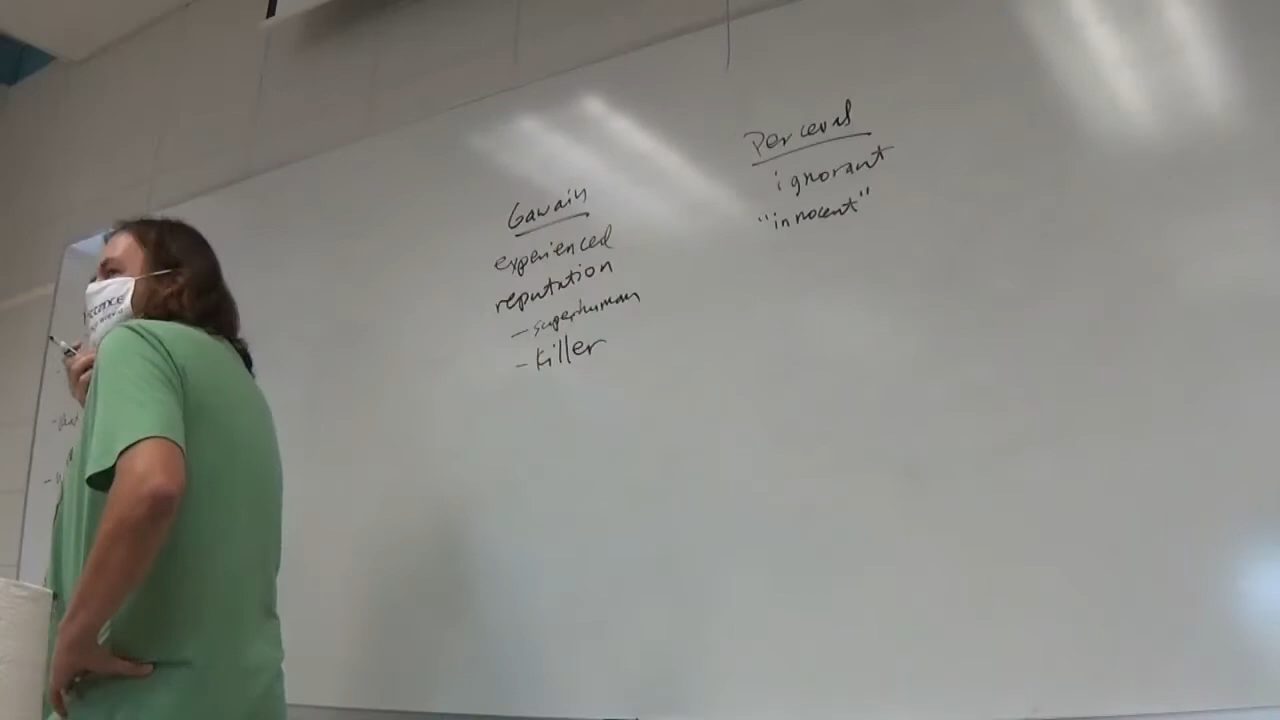 Gawain
experienced
reputation
- superhuman
- killer
Perceval
ignorant
"innocent"